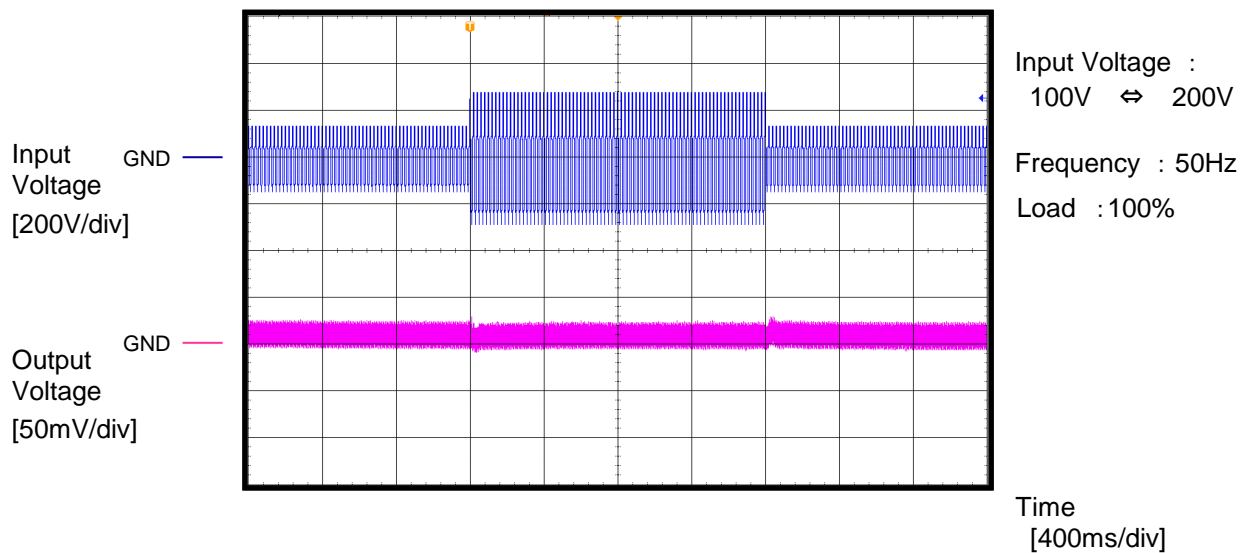 T
Input
Voltage
[200V/div]
GND
Output
Voltage
[50mV/div]
GND
Input Voltage :
100V ⇔ 200V
Frequency : 50Hz
Load : 100%
Time
[400ms/div]